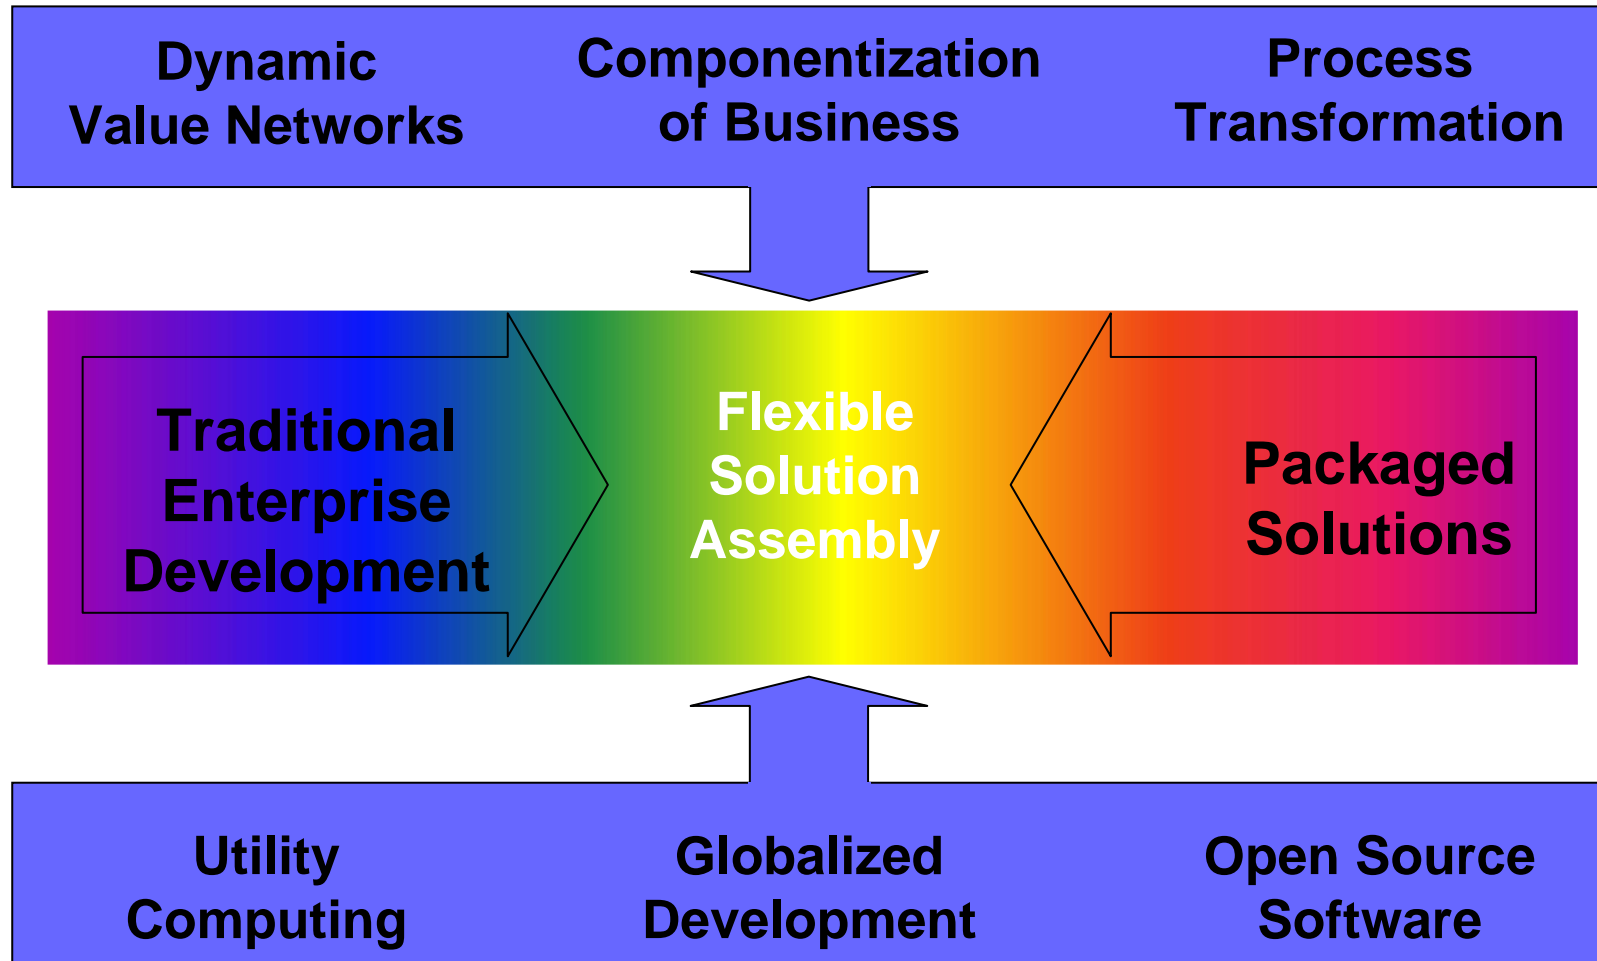 Dynamic
Value Networks
Componentization
of Business
Process
Transformation
Traditional
Enterprise
Development
Flexible
Solution
Assembly
Packaged
Solutions
Utility
Computing
Globalized
Development
Open Source
Software